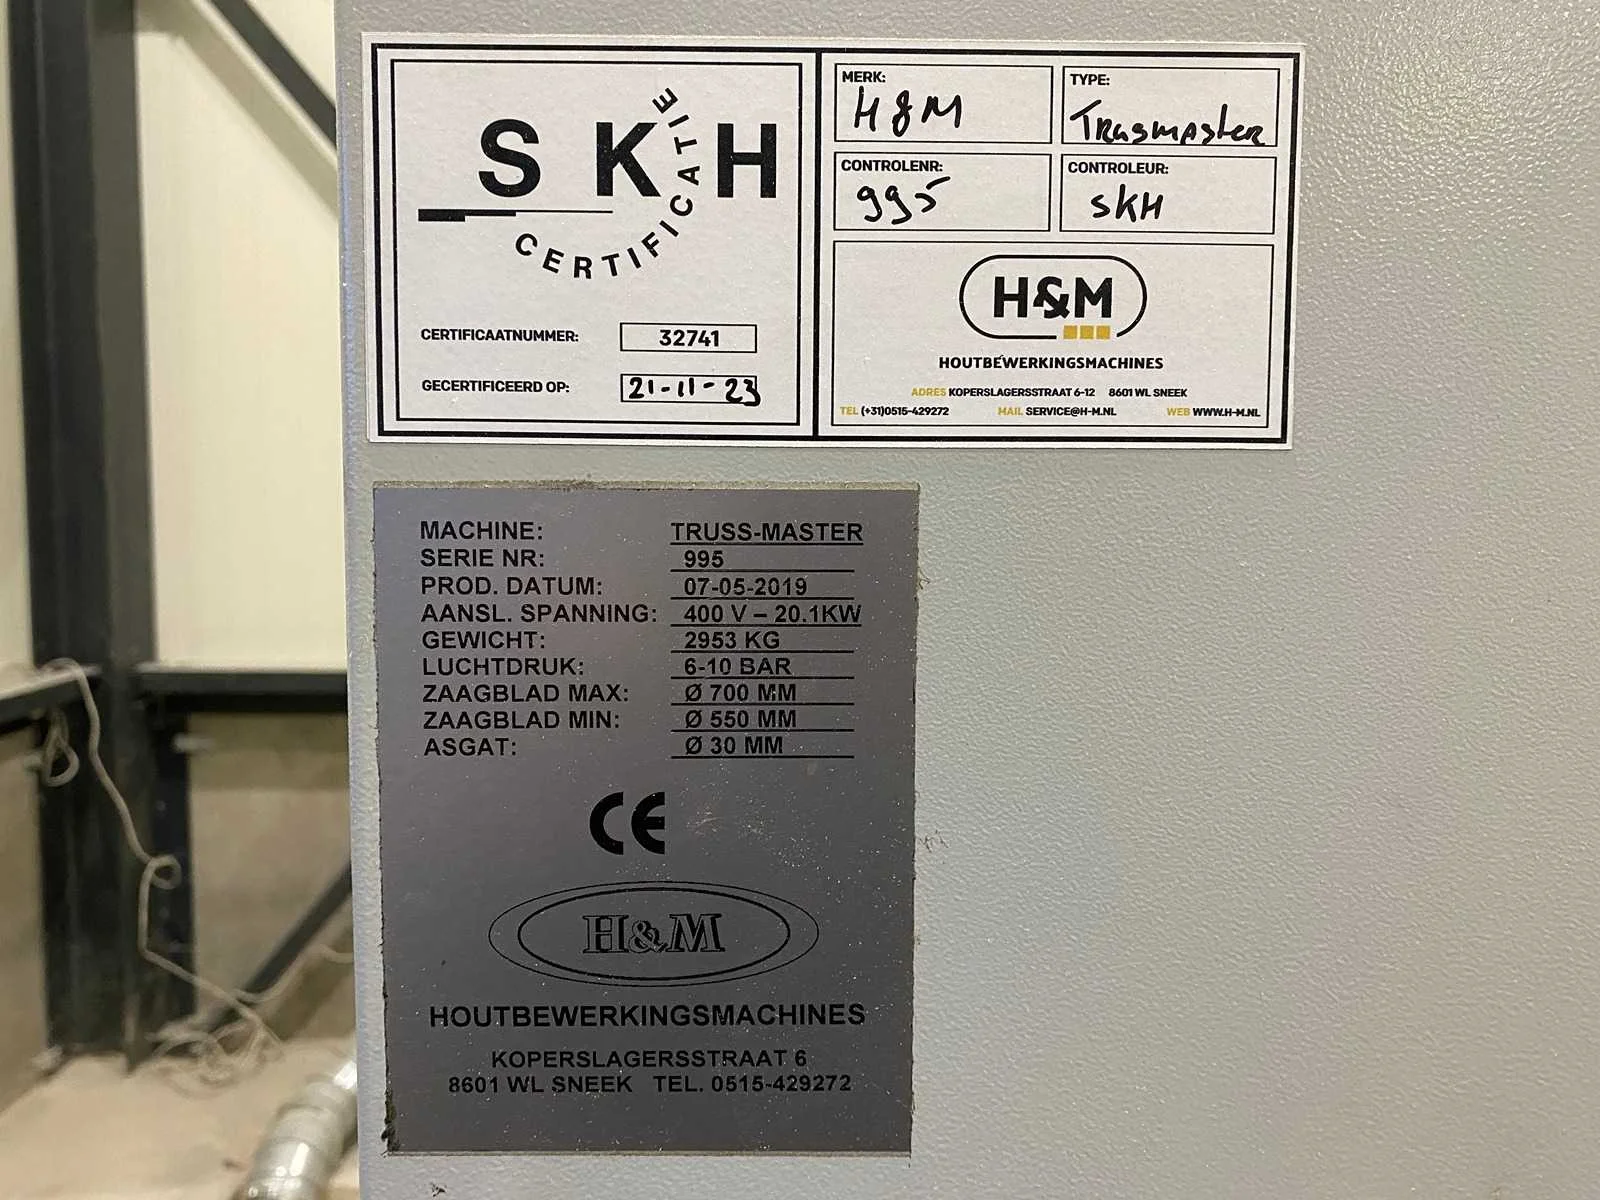 SKH
CERTIFICATIE
CERTIFICAATNUMMER: 32741
GECERTIFICEERD OP: 21-11-23
MERK: H&M
TYPE: Trusmaster
CONTROLENR: 995
CONTROLEUR: SKH
H&M
HOUTBEWERKINGSMACHINES
ADRES KOPERSLAGERSSTRAAT 6-12 8601 WL SNEEK
TEL (+31)0515-429272 MAIL SERVICE@H-M.NL WEB WWW.H-M.NL
MACHINE: TRUSS-MASTER
SERIE NR: 995
PROD. DATUM: 07-05-2019
AANSL. SPANNING: 400 V – 20.1KW
GEWICHT: 2953 KG
LUCHTDRUK: 6-10 BAR
ZAAGBLAD MAX: Ø 700 MM
ZAAGBLAD MIN: Ø 550 MM
ASGAT: Ø 30 MM
CE
H&M
HOUTBEWERKINGSMACHINES
KOPERSLAGERSSTRAAT 6
8601 WL SNEEK TEL. 0515-429272